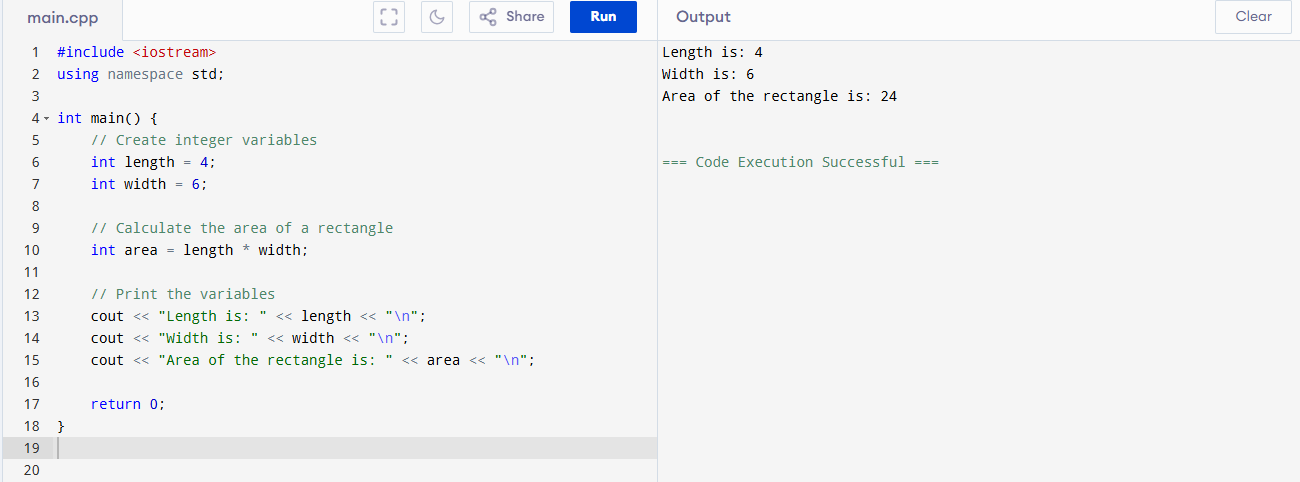 main.cpp
Share
Run
Output
Clear
1 #include <iostream>
2 using namespace std;
3
4 int main() {
5     // Create integer variables
6     int length = 4;
7     int width = 6;
8
9     // Calculate the area of a rectangle
10     int area = length * width;
11
12     // Print the variables
13     cout << "Length is: " << length << "\n";
14     cout << "Width is: " << width << "\n";
15     cout << "Area of the rectangle is: " << area << "\n";
16
17     return 0;
18 }
19
20
Length is: 4
Width is: 6
Area of the rectangle is: 24
=== Code Execution Successful ===